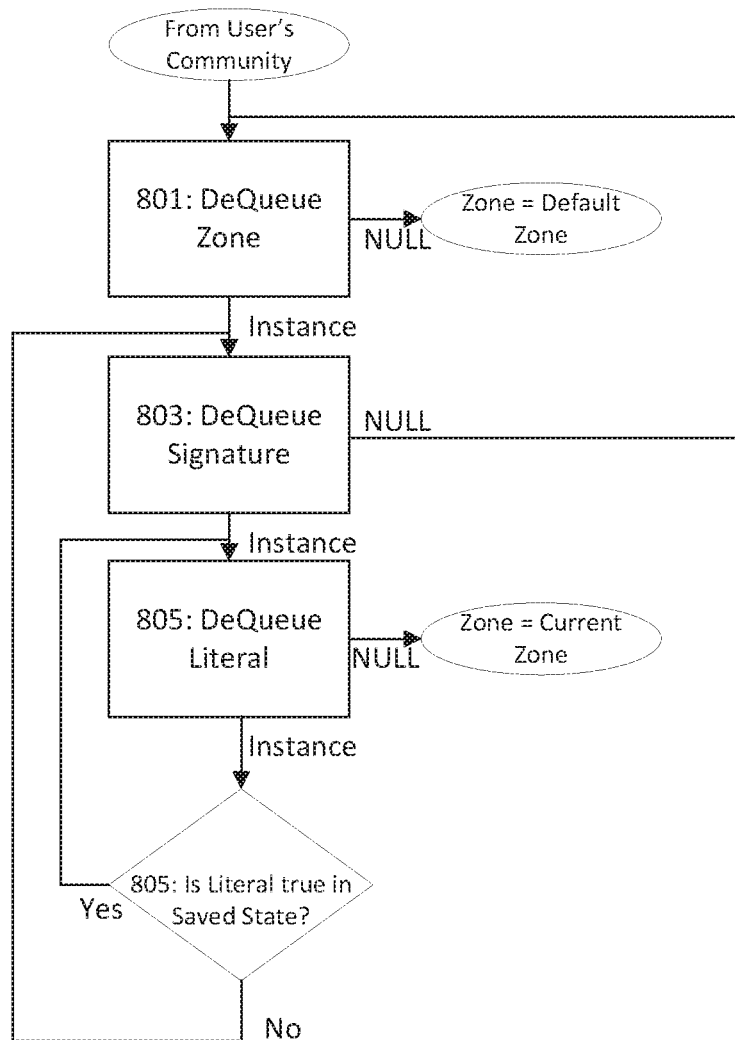 From User's
Community
801: DeQueue
Zone
NULL
Zone = Default
Zone
Instance
803: DeQueue
Signature
NULL
Instance
805: DeQueue
Literal
NULL
Zone = Current
Zone
Instance
805: Is Literal true in
Saved State?
Yes
No